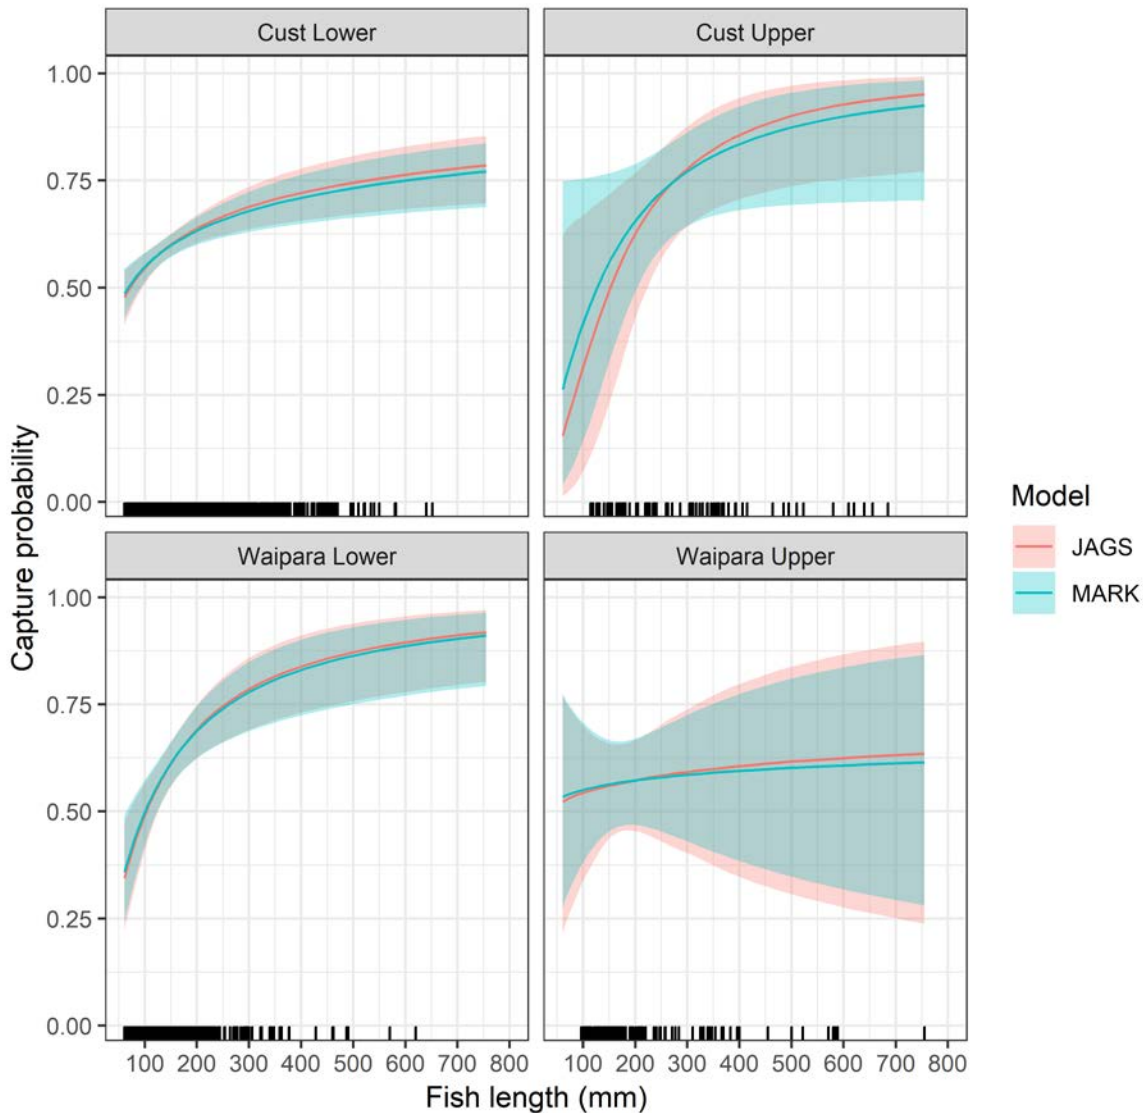 Cust Lower
Cust Upper
1.00
0.75
0.50
0.25
0.00
Waipara Lower
Waipara Upper
1.00
0.75
0.50
0.25
0.00
100 200 300 400 500 600 700 800
100 200 300 400 500 600 700 800
Fish length (mm)
Capture probability
Model
JAGS
MARK